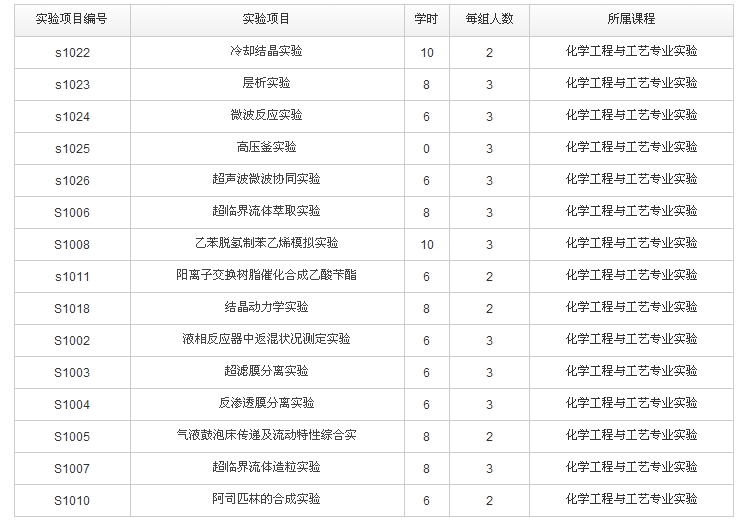 实验项目编号 实验项目 学时 每组人数 所属课程
s1022 冷却结晶实验 10 2 化学工程与工艺专业实验
s1023 层析实验 8 3 化学工程与工艺专业实验
s1024 微波反应实验 6 3 化学工程与工艺专业实验
s1025 高压釜实验 0 3 化学工程与工艺专业实验
s1026 超声波微波协同实验 6 3 化学工程与工艺专业实验
S1006 超临界流体萃取实验 8 3 化学工程与工艺专业实验
S1008 乙苯脱氢制苯乙烯模拟实验 10 3 化学工程与工艺专业实验
s1011 阳离子交换树脂催化合成乙酸苄酯 6 2 化学工程与工艺专业实验
S1018 结晶动力学实验 8 2 化学工程与工艺专业实验
S1002 液相反应器中返混状况测定实验 6 3 化学工程与工艺专业实验
S1003 超滤膜分离实验 6 3 化学工程与工艺专业实验
S1004 反渗透膜分离实验 6 3 化学工程与工艺专业实验
S1005 气液鼓泡床传递及流动特性综合实 8 2 化学工程与工艺专业实验
S1007 超临界流体造粒实验 8 3 化学工程与工艺专业实验
S1010 阿司匹林的合成实验 6 2 化学工程与工艺专业实验